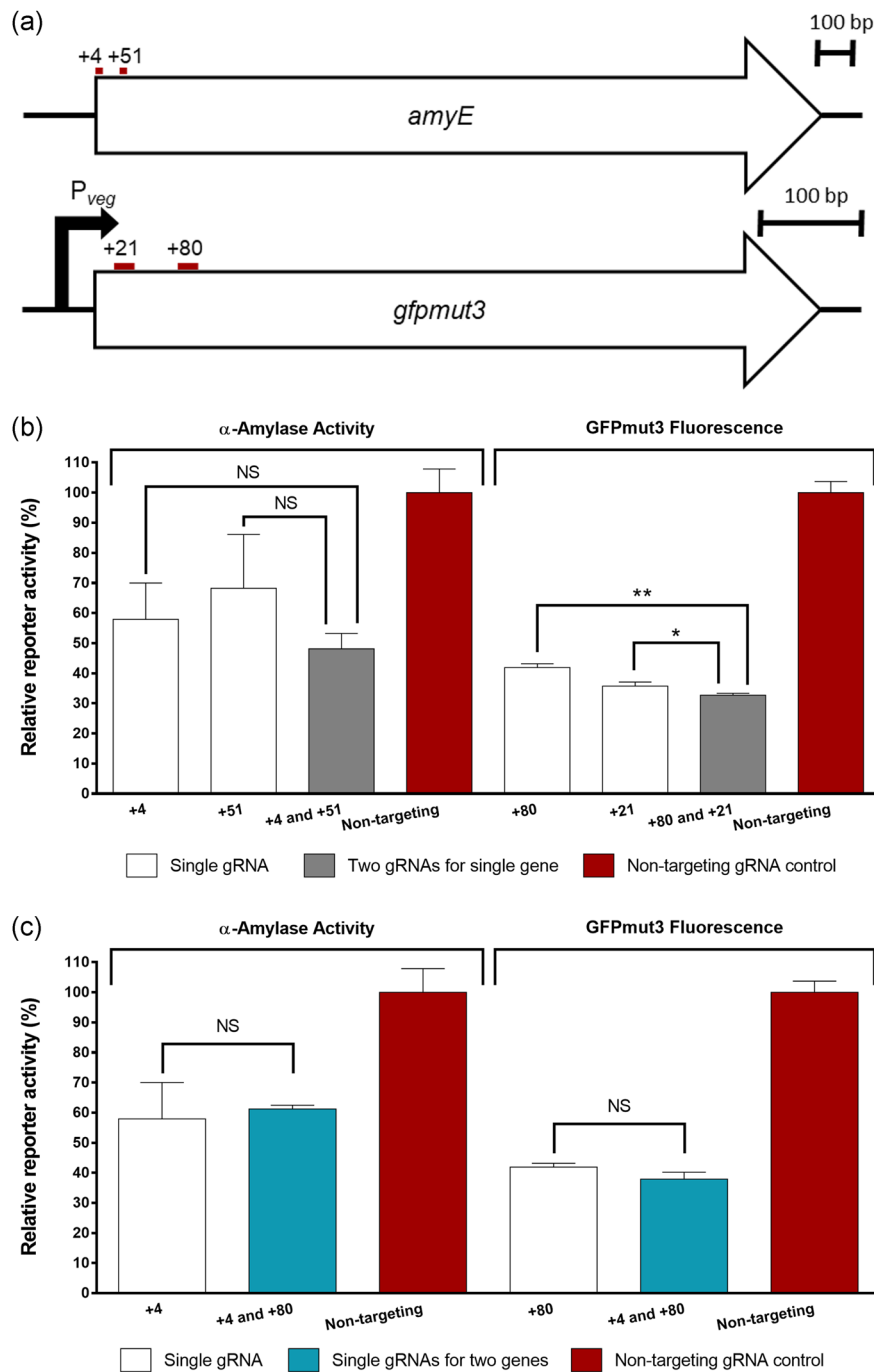 (a)
100 bp
+4 +51
amyE
Pveg
100 bp
+21 +80
gfpmut3
(b)
α-Amylase Activity GFPmut3 Fluorescence
Relative reporter activity (%)
110
100
90
80
70
60
50
40
30
20
10
0
NS
NS
**
*
+4 +51 +4 and +51 Non-targeting +80 +21 +80 and +21 Non-targeting
Single gRNA Two gRNAs for single gene Non-targeting gRNA control
(c)
α-Amylase Activity GFPmut3 Fluorescence
Relative reporter activity (%)
110
100
90
80
70
60
50
40
30
20
10
0
NS
NS
+4 +4 and +80 Non-targeting +80 +4 and +80 Non-targeting
Single gRNA Single gRNAs for two genes Non-targeting gRNA control